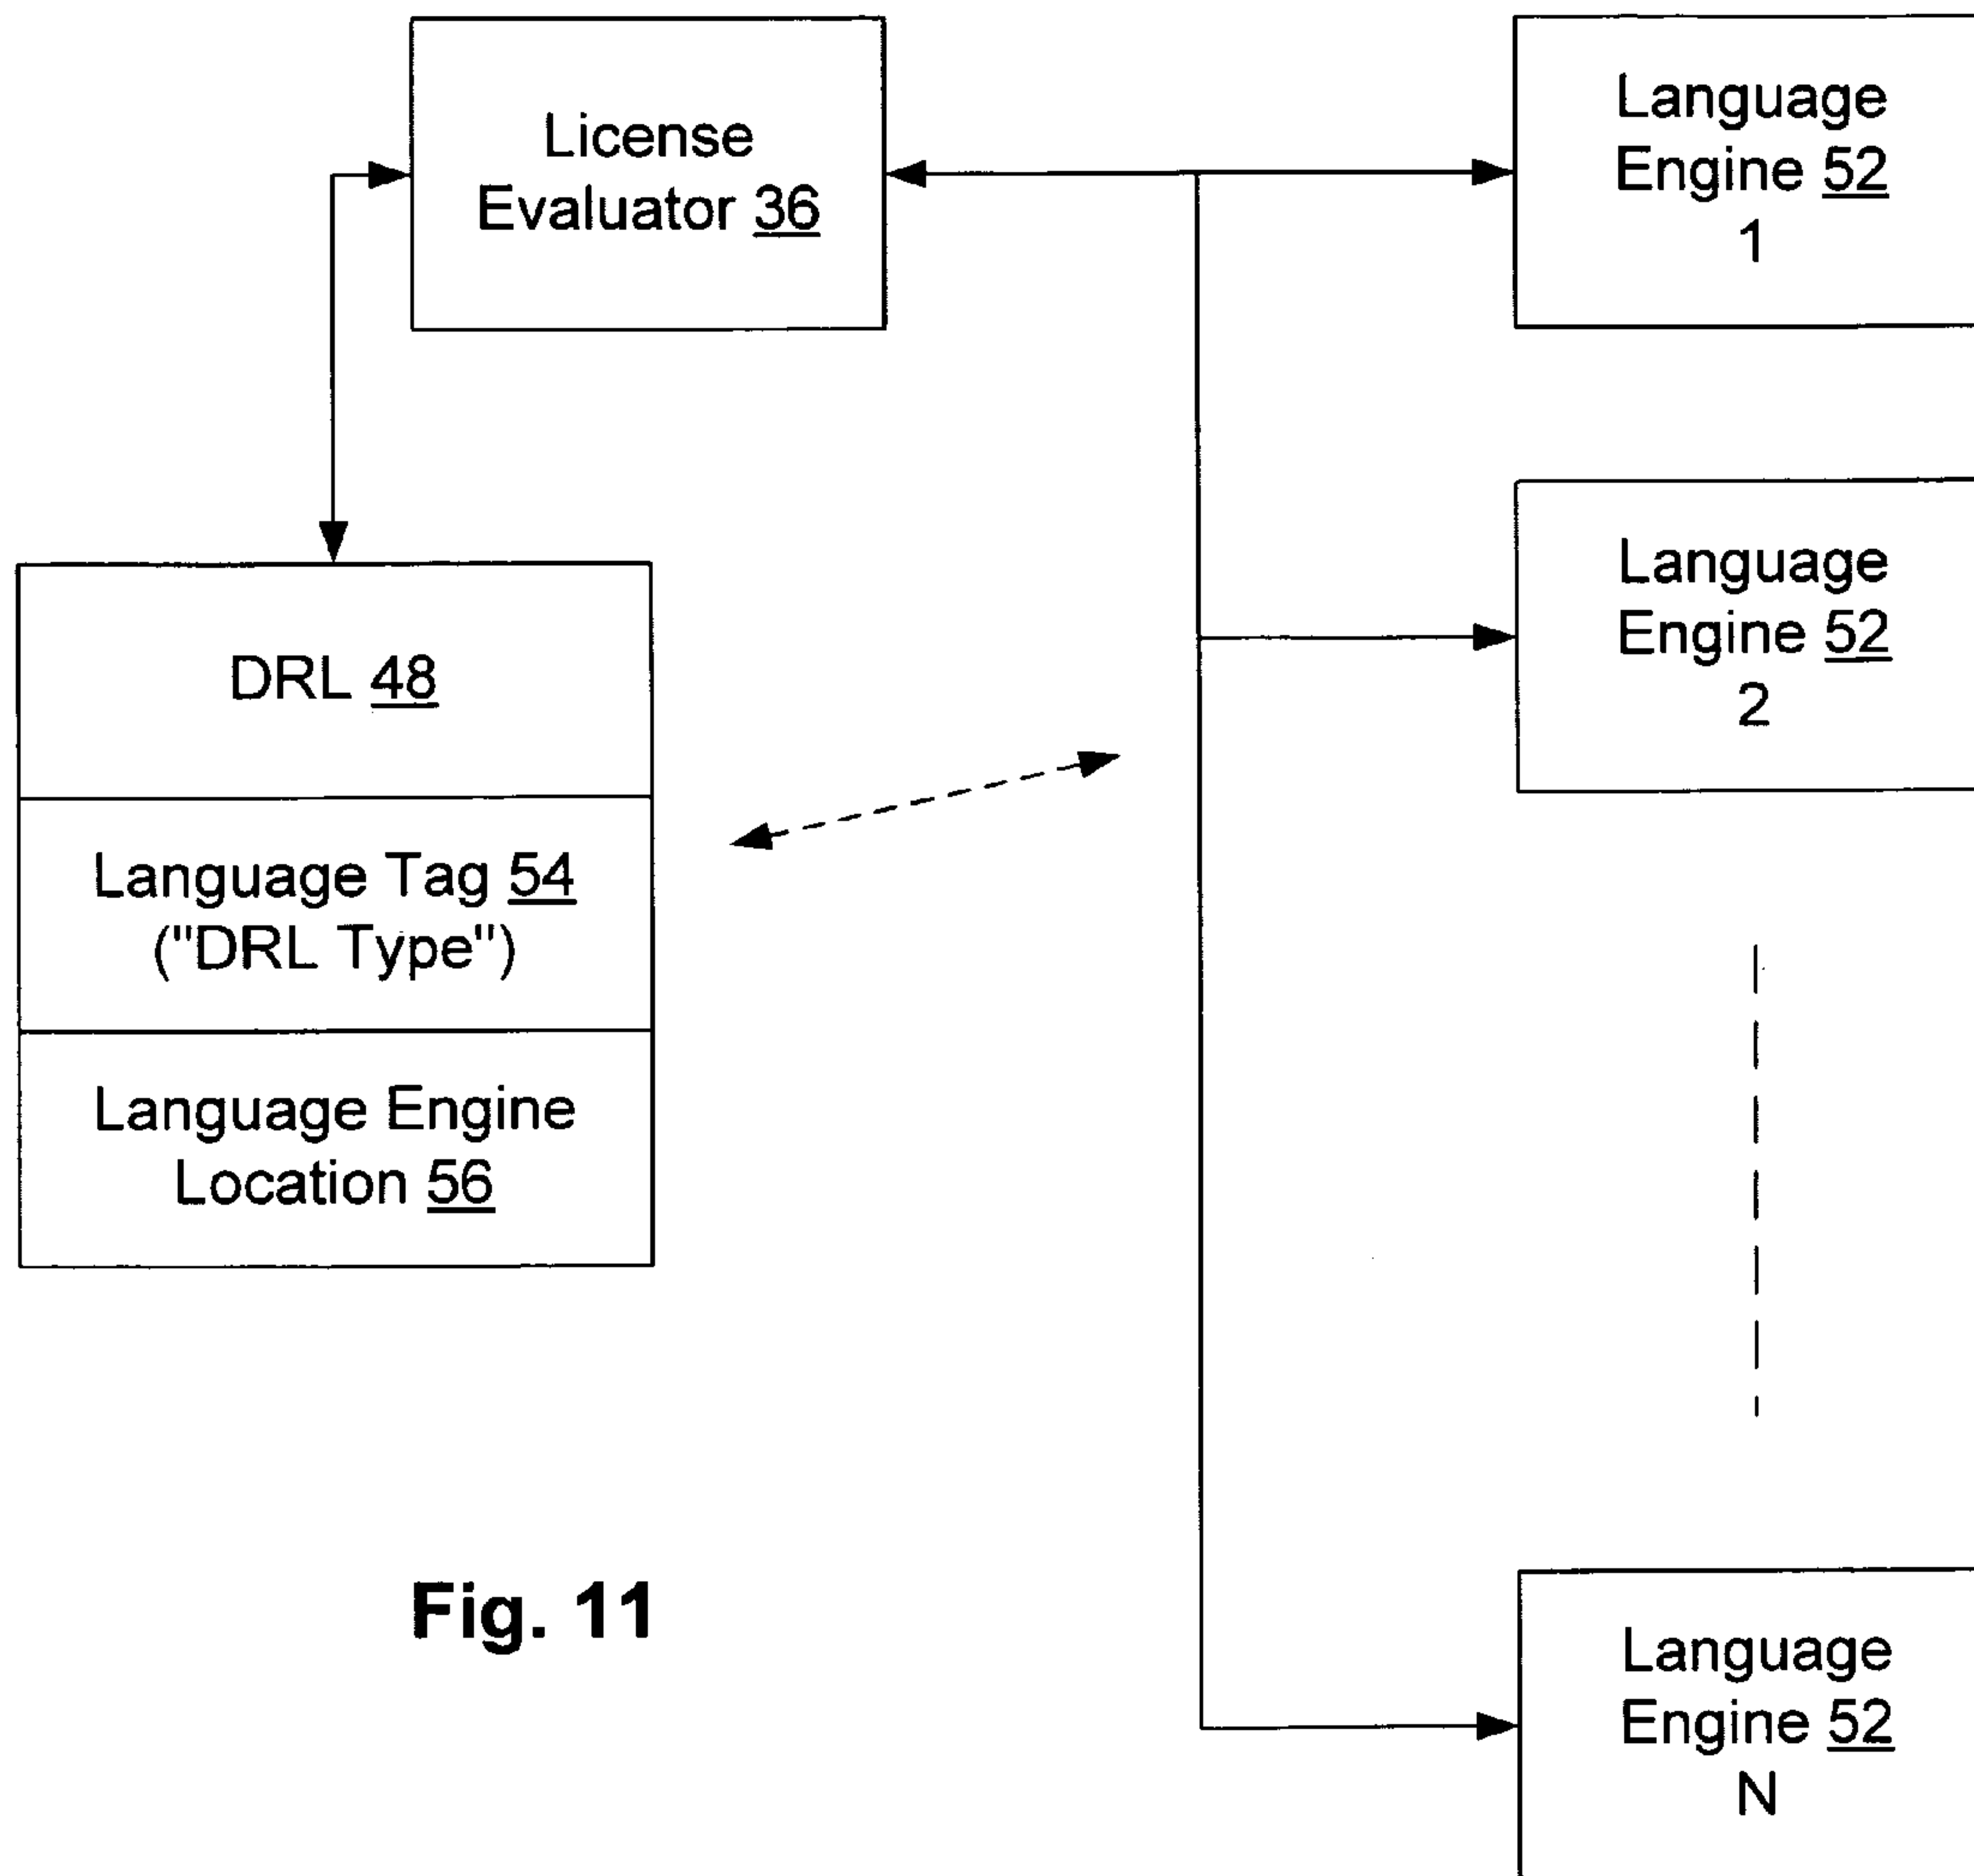 License
Evaluator 36
Language
Engine 52
1
Language
Engine 52
2
DRL 48
Language Tag 54
("DRL Type")
Language Engine
Location 56
Fig. 11
Language
Engine 52
N